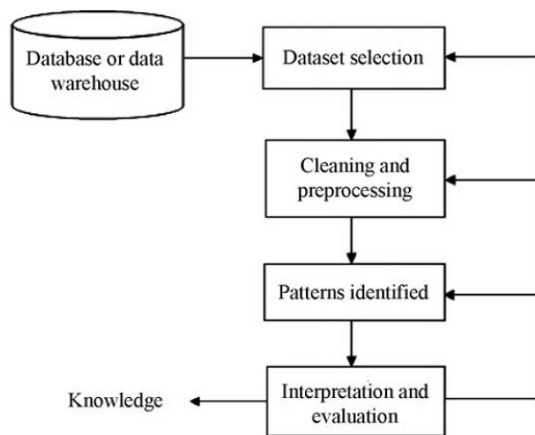 Database or data
warehouse
Dataset selection
Cleaning and
preprocessing
Patterns identified
Interpretation and
evaluation
Knowledge